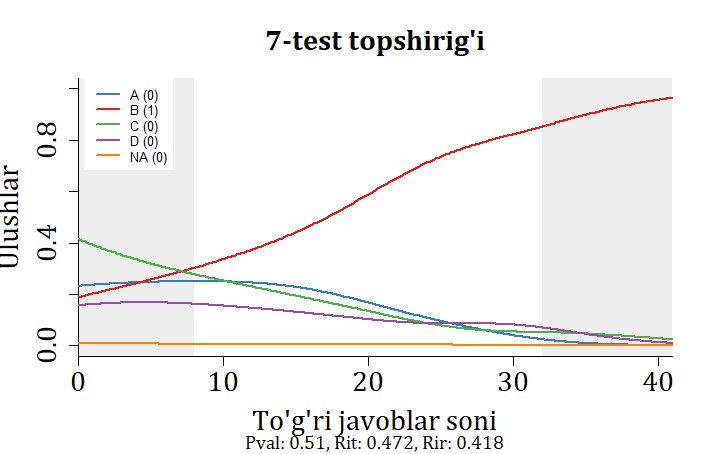 7-test topshirig'i
A (0)
B (1)
C (0)
D (0)
NA (0)
Ulushlar
0.8
0.4
0.0
0 10 20 30 40
To'g'ri javoblar soni
Pval: 0.51, Rit: 0.472, Rir: 0.418